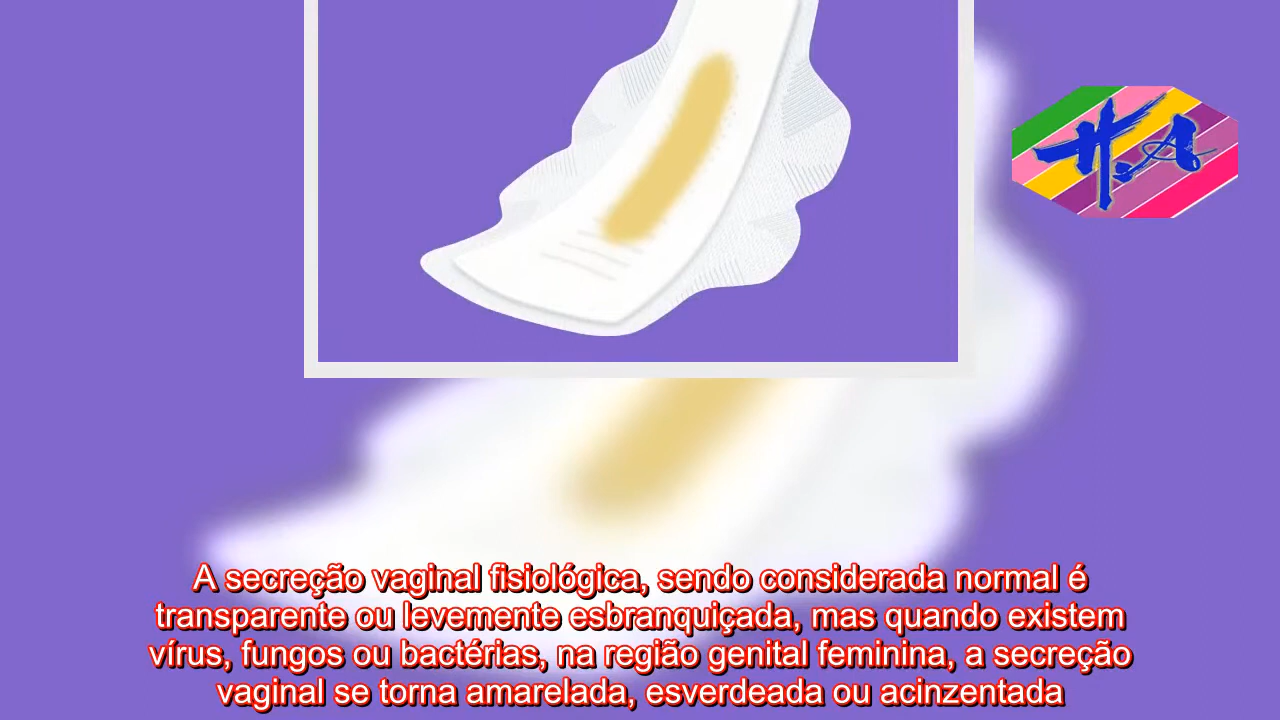 H.A
A secreção vaginal fisiológica, sendo considerada normal é
transparente ou levemente esbranquiçada, mas quando existem
vírus, fungos ou bactérias, na região genital feminina, a secreção
vaginal se torna amarelada, esverdeada ou acinzentada